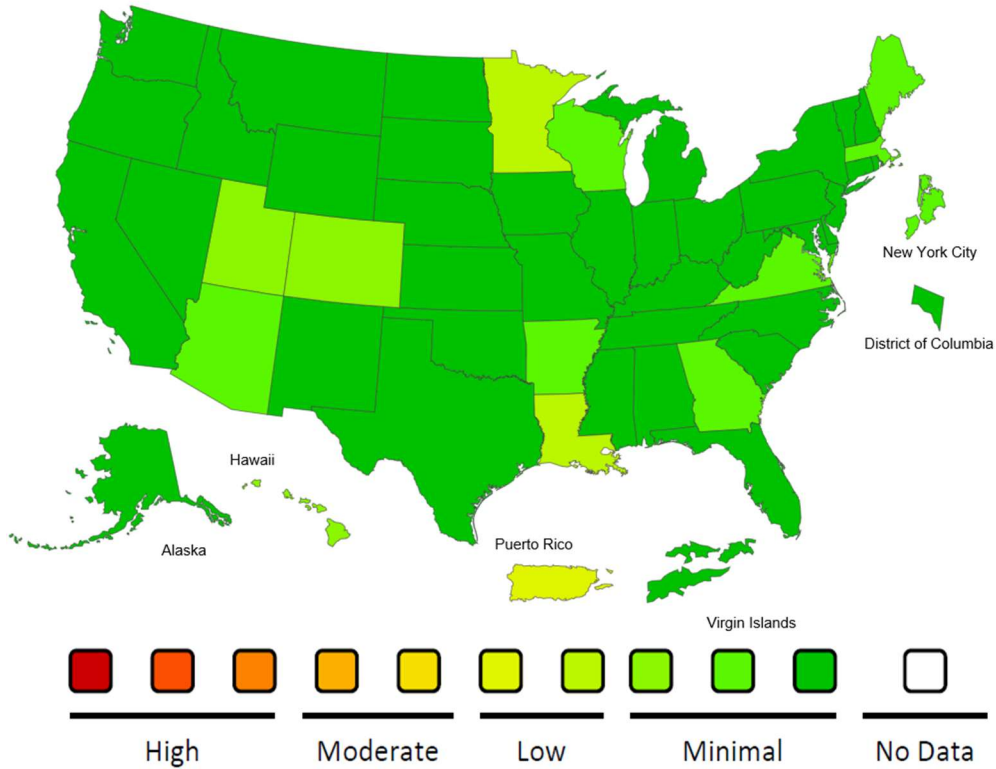 New York City
District of Columbia
Hawaii
Alaska
Puerto Rico
Virgin Islands
High
Moderate
Low
Minimal
No Data